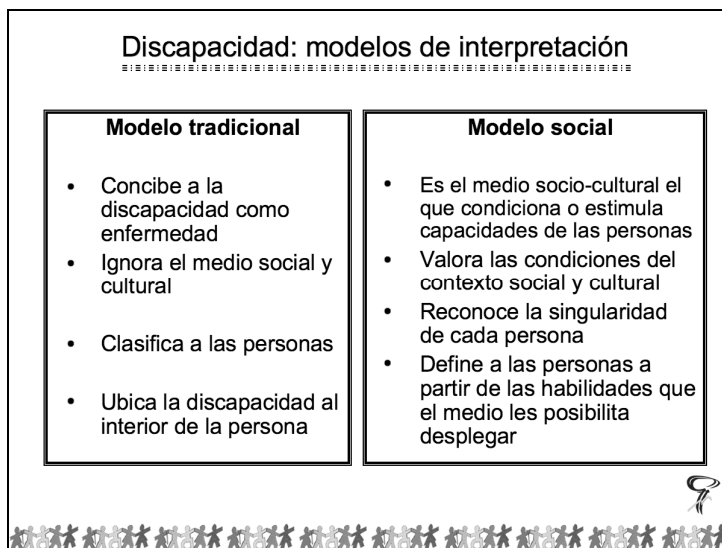 Discapacidad: modelos de interpretación
Modelo tradicional
• Concibe a la
discapacidad como
enfermedad
• Ignora el medio social y
cultural
• Clasifica a las personas
• Ubica la discapacidad al
interior de la persona
Modelo social
• Es el medio socio-cultural el
que condiciona o estimula
capacidades de las personas
• Valora las condiciones del
contexto social y cultural
• Reconoce la singularidad
de cada persona
• Define a las personas a
partir de las habilidades que
el medio les posibilita
desplegar